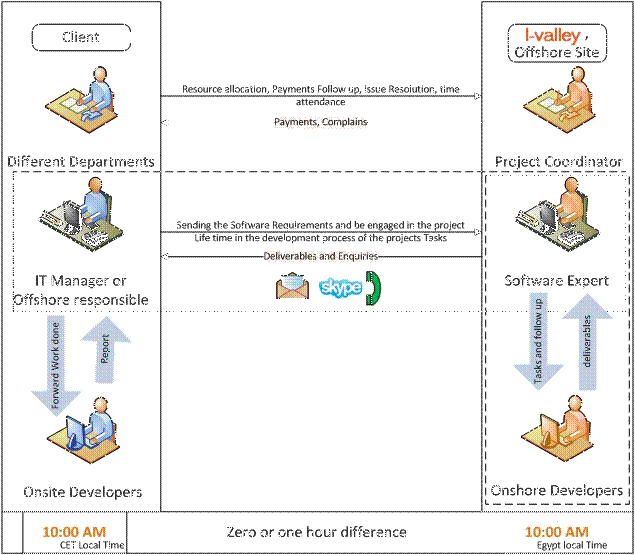 Client
I-valley ,
Offshore Site
Resource allocation, Payments Follow up, Issue Resolution, time
attendance
Payments, Complains
Different Departments
Project Coordinator
Sending the Software Requirements and be engaged in the project
Life time in the development process of the projects Tasks
Deliverables and Enquiries
skype
IT Manager or
Offshore responsible
Software Expert
Forward Work done
Report
Tasks and follow up
deliverables
Onsite Developers
Onshore Developers
10:00 AM
CET Local Time
Zero or one hour difference
10:00 AM
Egypt local Time